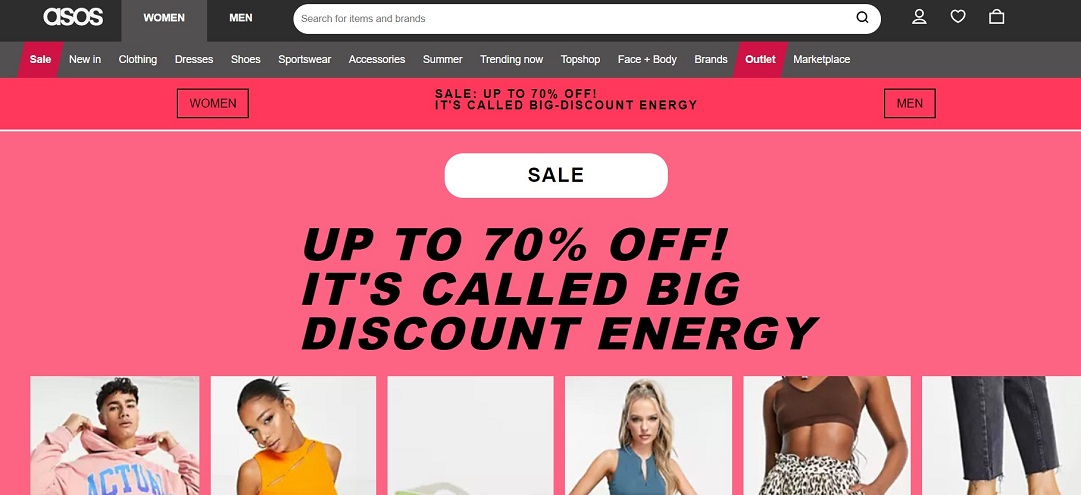 asos
WOMEN
MEN
Search for items and brands
Sale
New in
Clothing
Dresses
Shoes
Sportswear
Accessories
Summer
Trending now
Topshop
Face + Body
Brands
Outlet
Marketplace
WOMEN
SALE: UP TO 70% OFF!
IT'S CALLED BIG-DISCOUNT ENERGY
MEN
SALE
UP TO 70% OFF!
IT'S CALLED BIG
DISCOUNT ENERGY